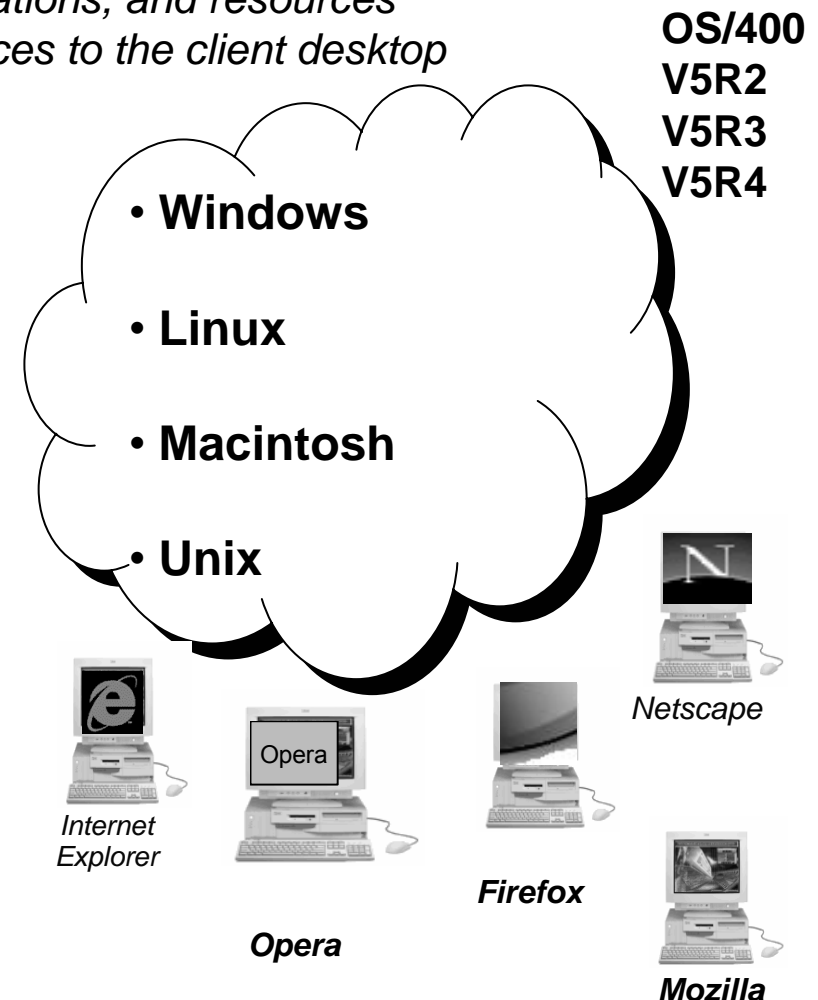 ations, and resources
ces to the client desktop
OS/400
V5R2
V5R3
V5R4
• Windows
• Linux
• Macintosh
• Unix
N
Netscape
e
Internet
Explorer
Opera
Opera
Firefox
Mozilla